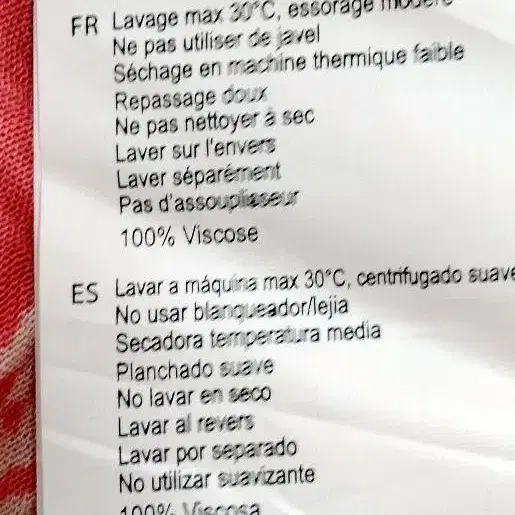 FR Lavage max 30°C, essorage modéré
Ne pas utiliser de javel
Séchage en machine thermique faible
Repassage doux
Ne pas nettoyer à sec
Laver sur l'envers
Laver séparément
Pas d'assouplisseur
100% Viscose
ES Lavar a máquina max 30°C, centrifugado suave
No usar blanqueador/lejia
Secadora temperatura media
Planchado suave
No lavar en seco
Lavar al revers
Lavar por separado
No utilizar suavizante
100% Viscosa